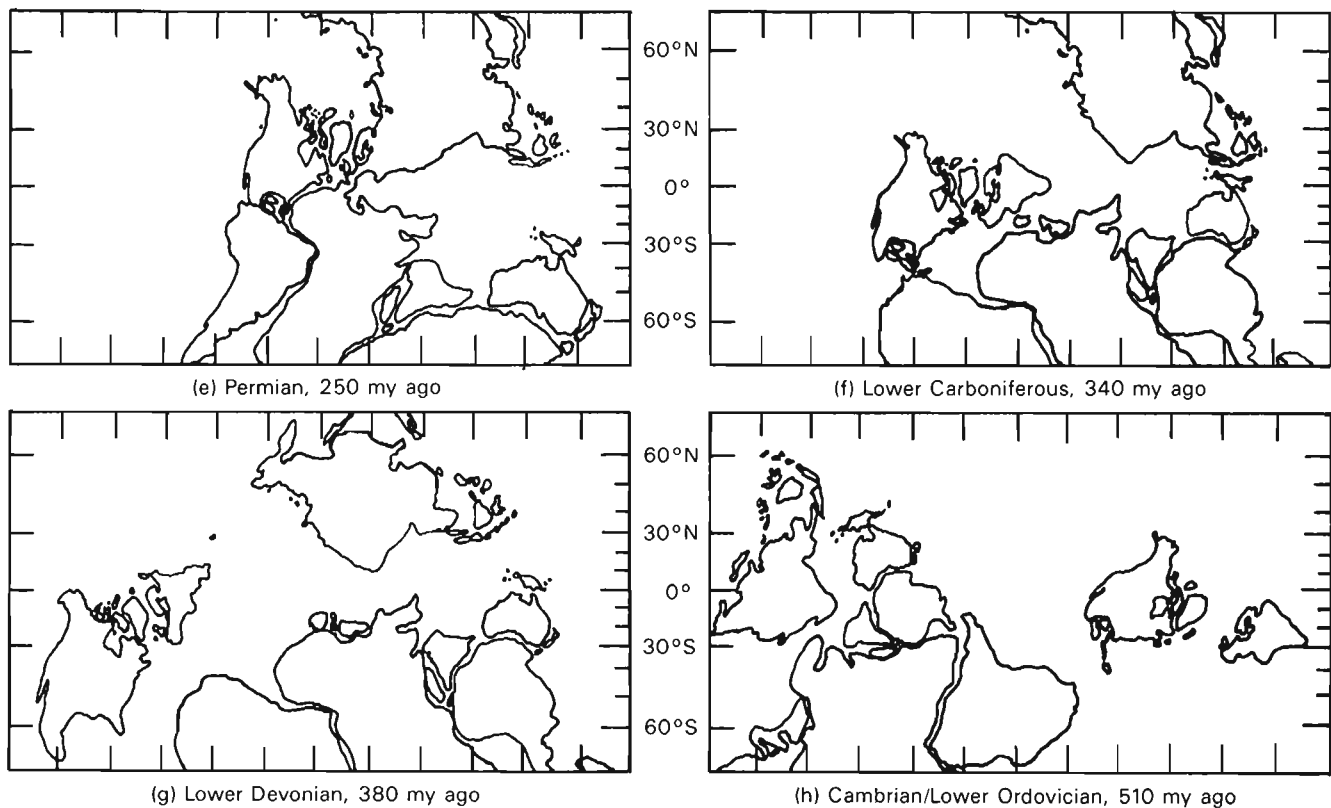 60°N
30°N
0°
30°S
60°S
(e) Permian, 250 my ago
(f) Lower Carboniferous, 340 my ago
60°N
30°N
0°
30°S
60°S
(g) Lower Devonian, 380 my ago
(h) Cambrian/Lower Ordovician, 510 my ago